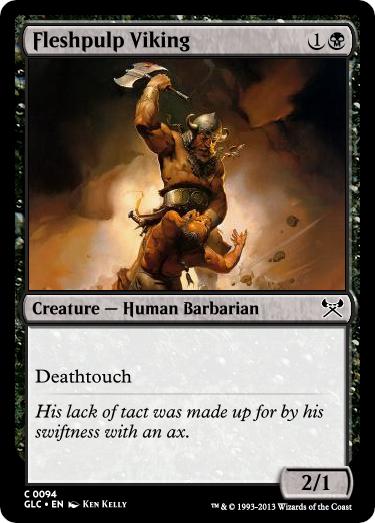 Fleshpulp Viking 1
Creature — Human Barbarian
Deathtouch
His lack of tact was made up for by his
swiftness with an ax.
2/1
C 0094
GLC • EN KEN KELLY
™ & © 1993-2013 Wizards of the Coast